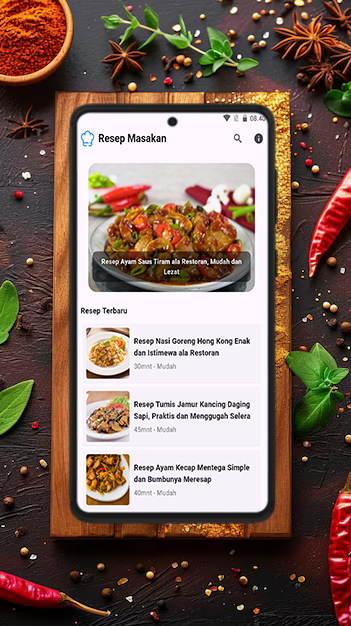 08.40
Resep Masakan
Resep Ayam Saus Tiram ala Restoran, Mudah dan
Lezat
Resep Terbaru
Resep Nasi Goreng Hong Kong Enak
dan Istimewa ala Restoran
30mnt - Mudah
Resep Tumis Jamur Kancing Daging
Sapi, Praktis dan Menggugah Selera
45mnt - Mudah
Resep Ayam Kecap Mentega Simple
dan Bumbunya Meresap
40mnt - Mudah